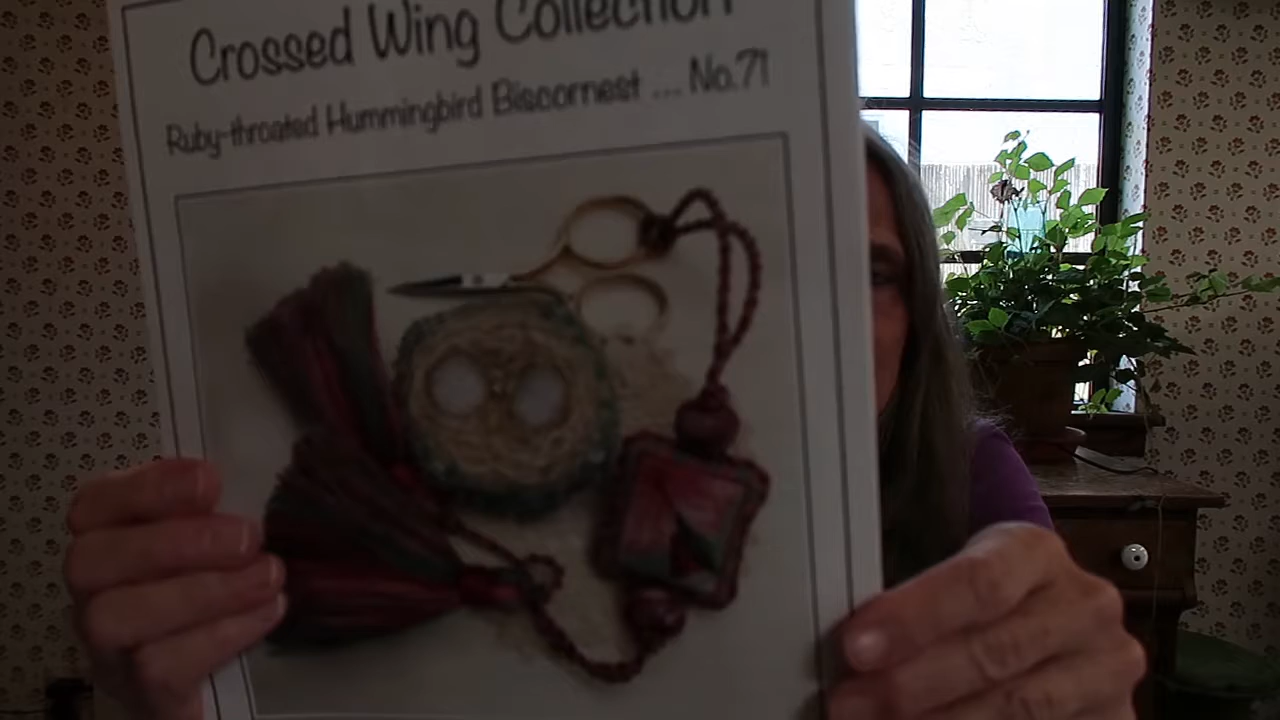 Crossed Wing Collection
Ruby-throated Hummingbird Biscornest ... No.71